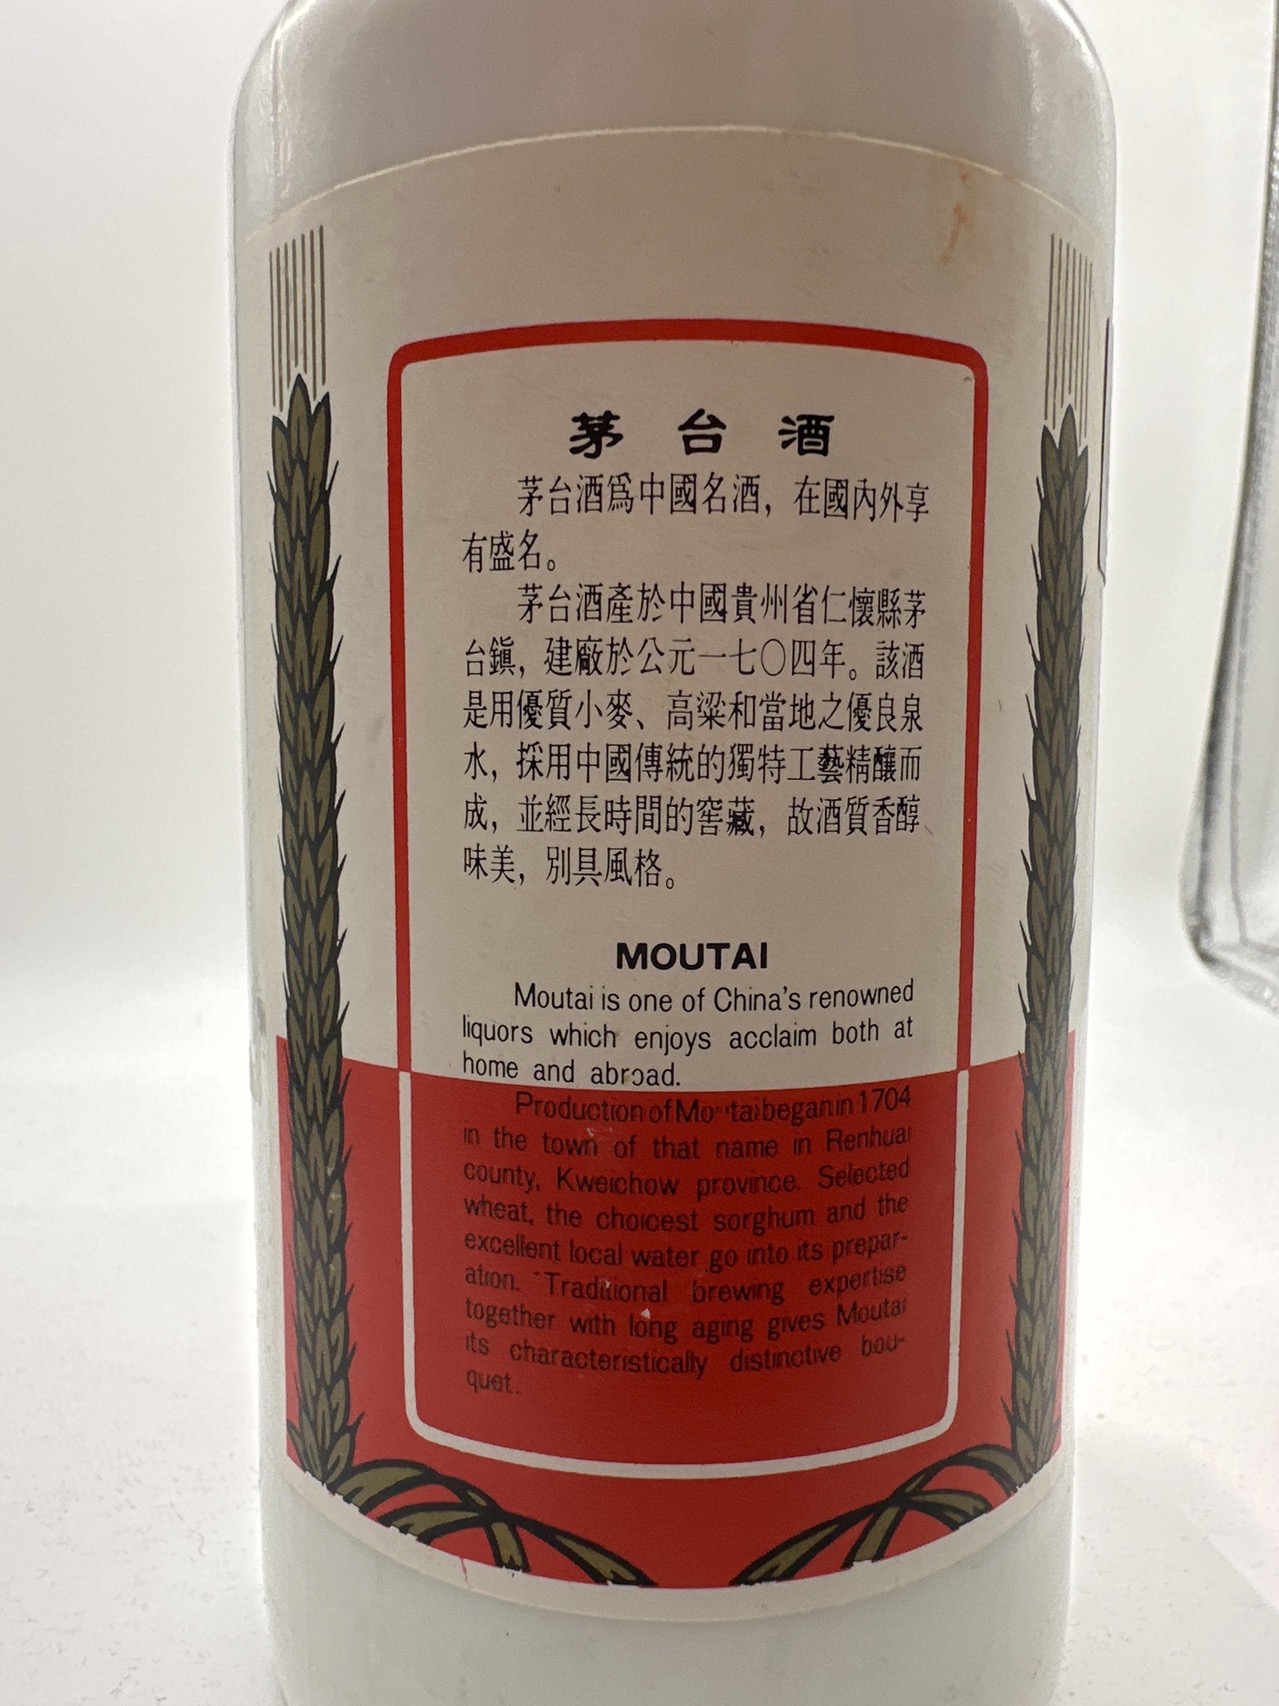 茅台酒
茅台酒爲中國名酒，在國內外享
有盛名。
茅台酒產於中國貴州省仁懷縣茅
台鎭，建廠於公元一七〇四年。該酒
是用優質小麥、高粱和當地之優良泉
水，採用中國傳統的獨特工藝精釀而
成，並經長時間的窖藏，故酒質香醇
味美，別具風格。
MOUTAI
Moutai is one of China's renowned
liquors which enjoys acclaim both at
home and abroad.
Production of Moutai began in 1704
in the town of that name in Renhuai
county, Kweichow province. Selected
wheat, the choicest sorghum and the
excellent local water go into its prepar-
ation. Traditional brewing expertise
together with long aging gives Moutai
its characteristically distinctive bou-
quet.